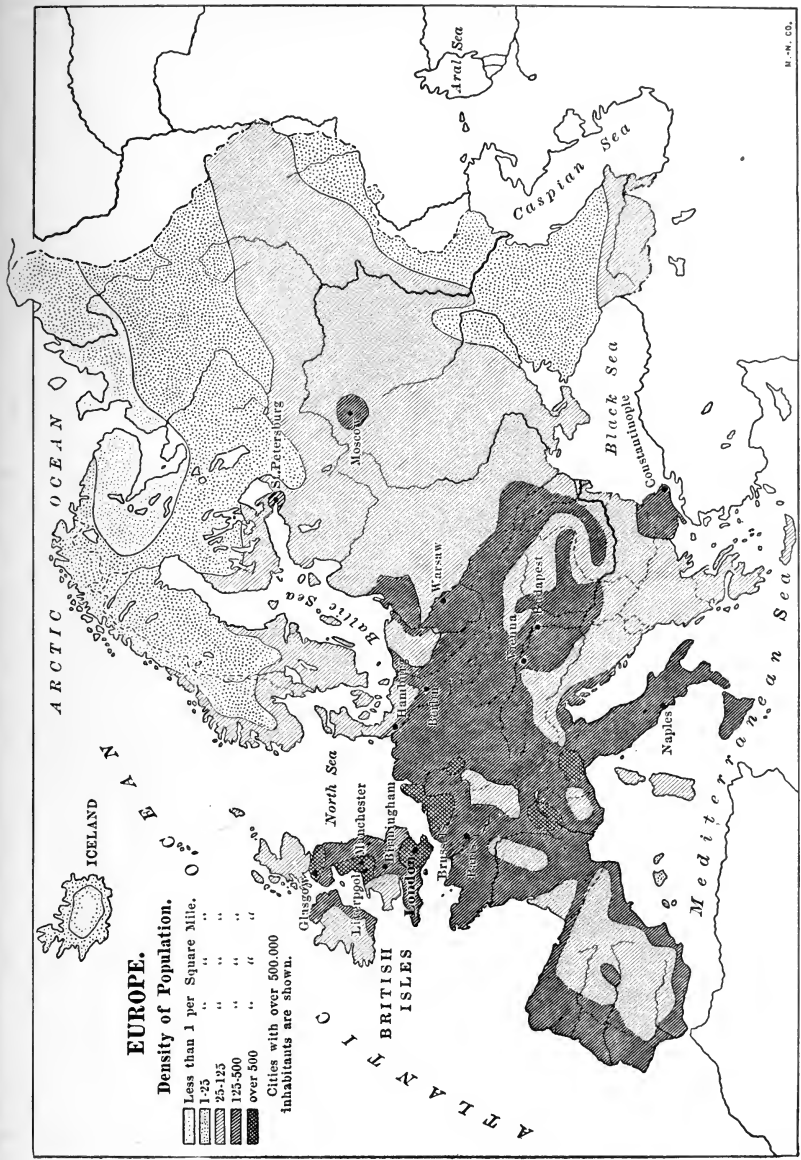 EUROPE.
Density of Population.
Less than 1 per Square Mile.
1-25 " "
25-125 " "
125-500 " "
over 500 " "
Cities with over 500.000
inhabitants are shown.
ICELAND
ARCTIC OCEAN
ATLANTIC OCEAN
BRITISH
ISLES
North Sea
Baltic Sea
Glasgow
Liverpool
Manchester
Birmingham
London
Paris
Hamburg
Berlin
Warsaw
Vienna
Budapest
St. Petersburg
Moscow
Naples
Constantinople
Black Sea
Caspian Sea
Aral Sea
Mediterranean Sea
M.-N. CO.